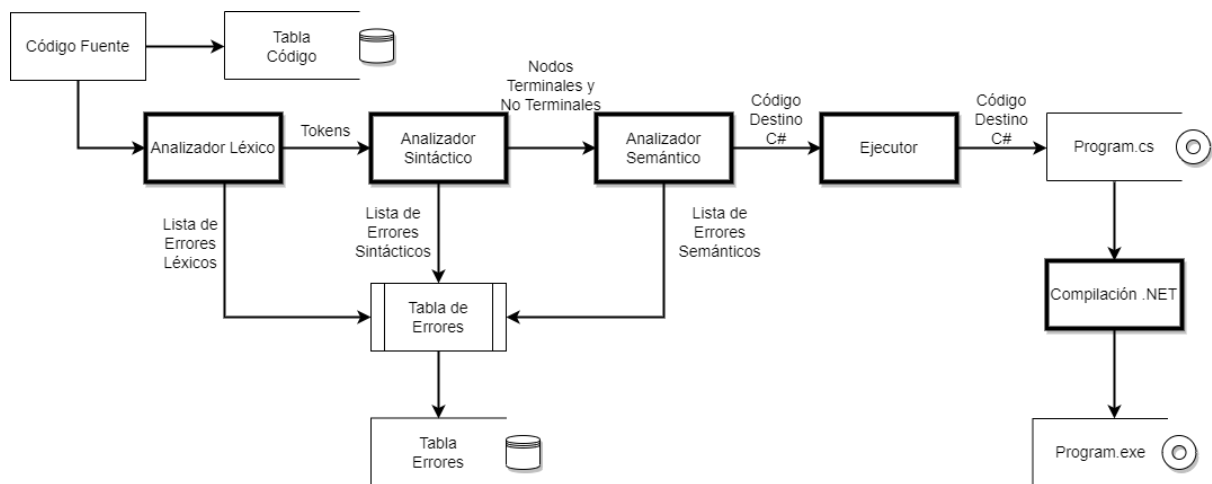 Código Fuente
Tabla
Código
Nodos
Terminales y
No Terminales
Código
Destino
C#
Código
Destino
C#
Analizador Léxico
Tokens
Analizador
Sintáctico
Analizador
Semántico
Ejecutor
Program.cs
Lista de
Errores
Léxicos
Lista de
Errores
Sintácticos
Lista de
Errores
Semánticos
Tabla de
Errores
Compilación .NET
Tabla
Errores
Program.exe